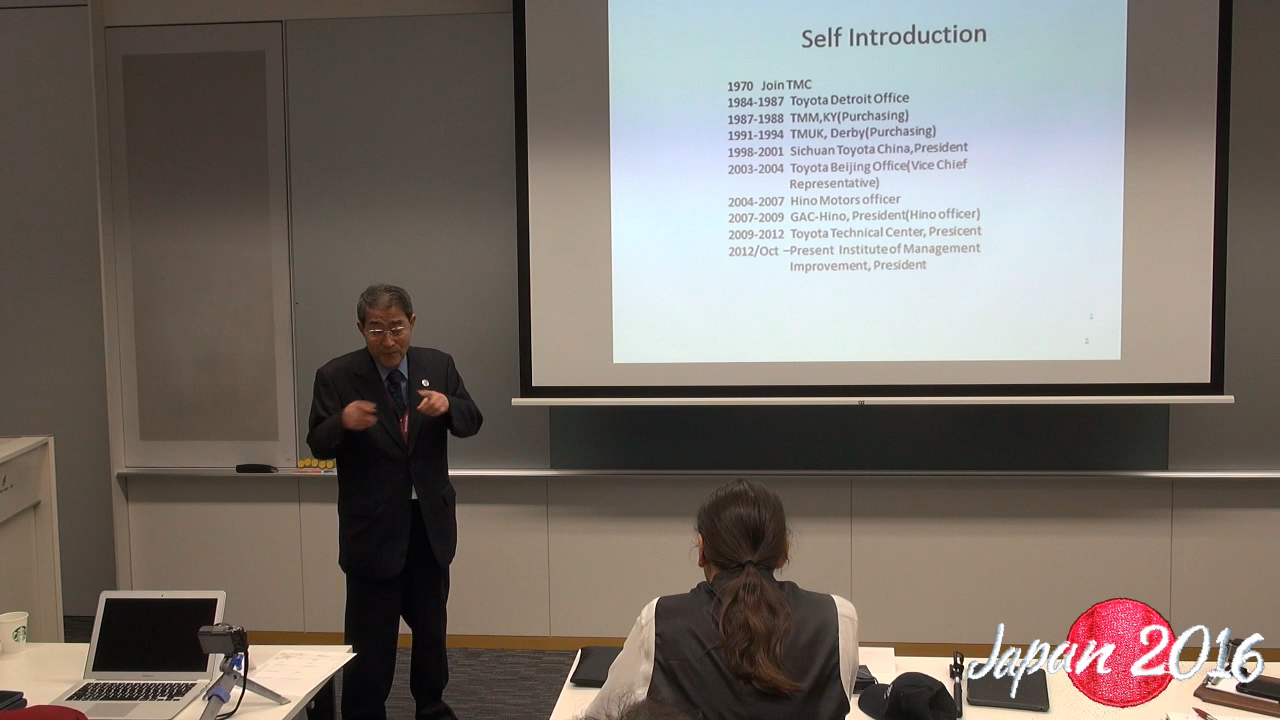 Self Introduction
1970 Join TMC
1984-1987 Toyota Detroit Office
1987-1988 TMM,KY(Purchasing)
1991-1994 TMUK, Derby(Purchasing)
1998-2001 Sichuan Toyota China,President
2003-2004 Toyota Beijing Office(Vice Chief
Representative)
2004-2007 Hino Motors officer
2007-2009 GAC-Hino, President(Hino officer)
2009-2012 Toyota Technical Center, Presicent
2012/Oct –Present Institute of Management
Improvement, President
2
2
Japan 2016